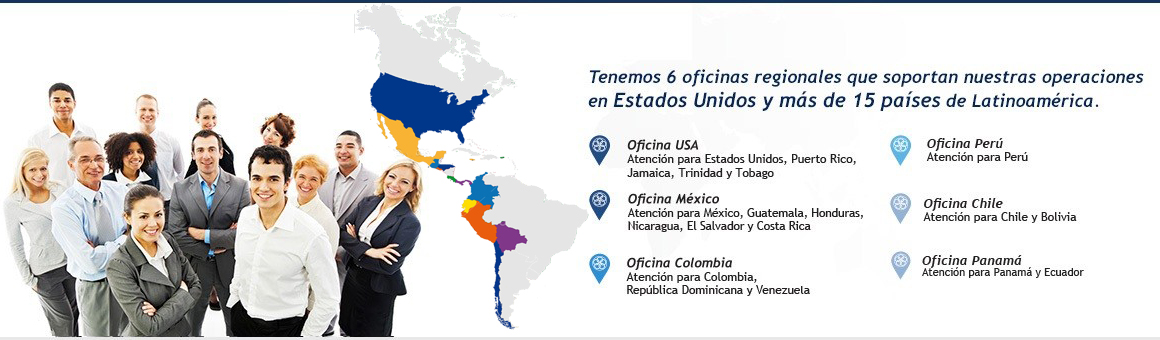 Tenemos 6 oficinas regionales que soportan nuestras operaciones
en Estados Unidos y más de 15 países de Latinoamérica.
Oficina USA
Atención para Estados Unidos, Puerto Rico,
Jamaica, Trinidad y Tobago
Oficina México
Atención para México, Guatemala, Honduras,
Nicaragua, El Salvador y Costa Rica
Oficina Colombia
Atención para Colombia,
República Dominicana y Venezuela
Oficina Perú
Atención para Perú
Oficina Chile
Atención para Chile y Bolivia
Oficina Panamá
Atención para Panamá y Ecuador